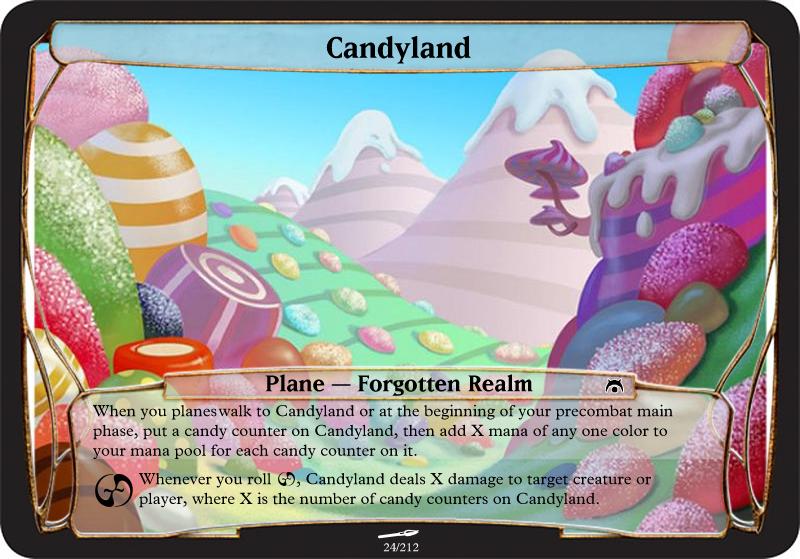 Candyland
Plane — Forgotten Realm
When you planeswalk to Candyland or at the beginning of your precombat main
phase, put a candy counter on Candyland, then add X mana of any one color to
your mana pool for each candy counter on it.
Whenever you roll , Candyland deals X damage to target creature or
player, where X is the number of candy counters on Candyland.
24/212